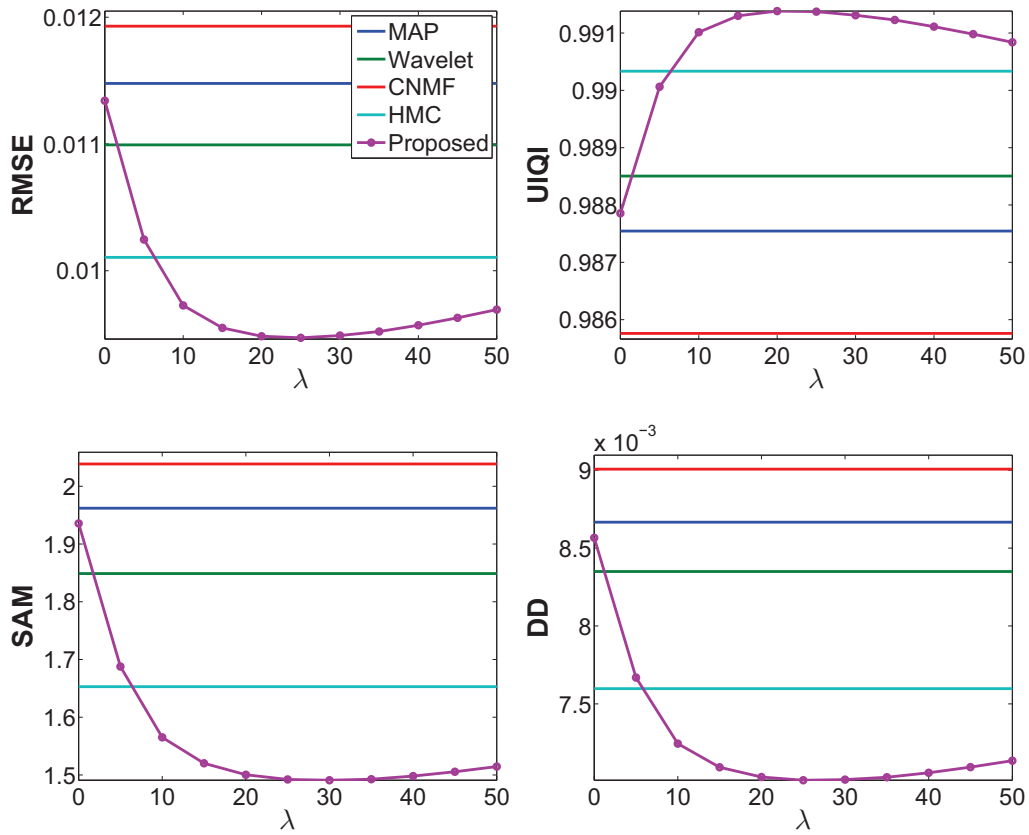 0.012
0.011
0.01
RMSE
0 10 20 30 40 50
λ
MAP
Wavelet
CNMF
HMC
Proposed
0.991
0.99
0.989
0.988
0.987
0.986
UIQI
0 10 20 30 40 50
λ
2
1.9
1.8
1.7
1.6
1.5
SAM
0 10 20 30 40 50
λ
x 10⁻³
9
8.5
8
7.5
DD
0 10 20 30 40 50
λ